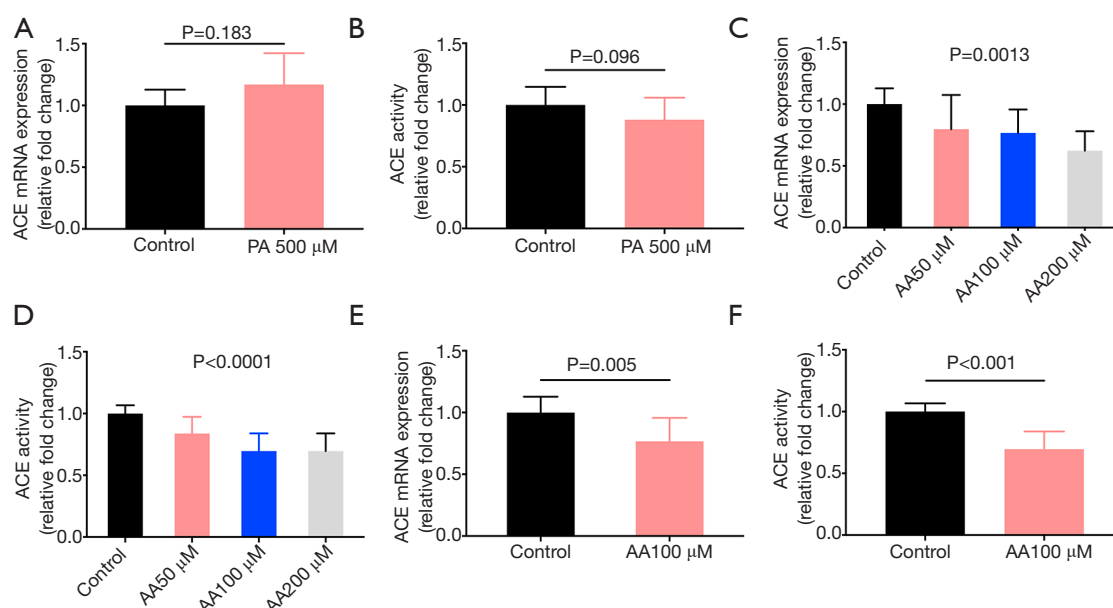 A
ACE mRNA expression
(relative fold change)
1.5
1.0
0.5
0.0
P=0.183
Control
PA 500 μM
B
ACE activity
(relative fold change)
1.5
1.0
0.5
0.0
P=0.096
Control
PA 500 μM
C
ACE mRNA expression
(relative fold change)
1.5
1.0
0.5
0.0
P=0.0013
Control
AA50 μM
AA100 μM
AA200 μM
D
ACE activity
(relative fold change)
1.5
1.0
0.5
0.0
P<0.0001
Control
AA50 μM
AA100 μM
AA200 μM
E
ACE mRNA expression
(relative fold change)
1.5
1.0
0.5
0.0
P=0.005
Control
AA100 μM
F
ACE activity
(relative fold change)
1.5
1.0
0.5
0.0
P<0.001
Control
AA100 μM